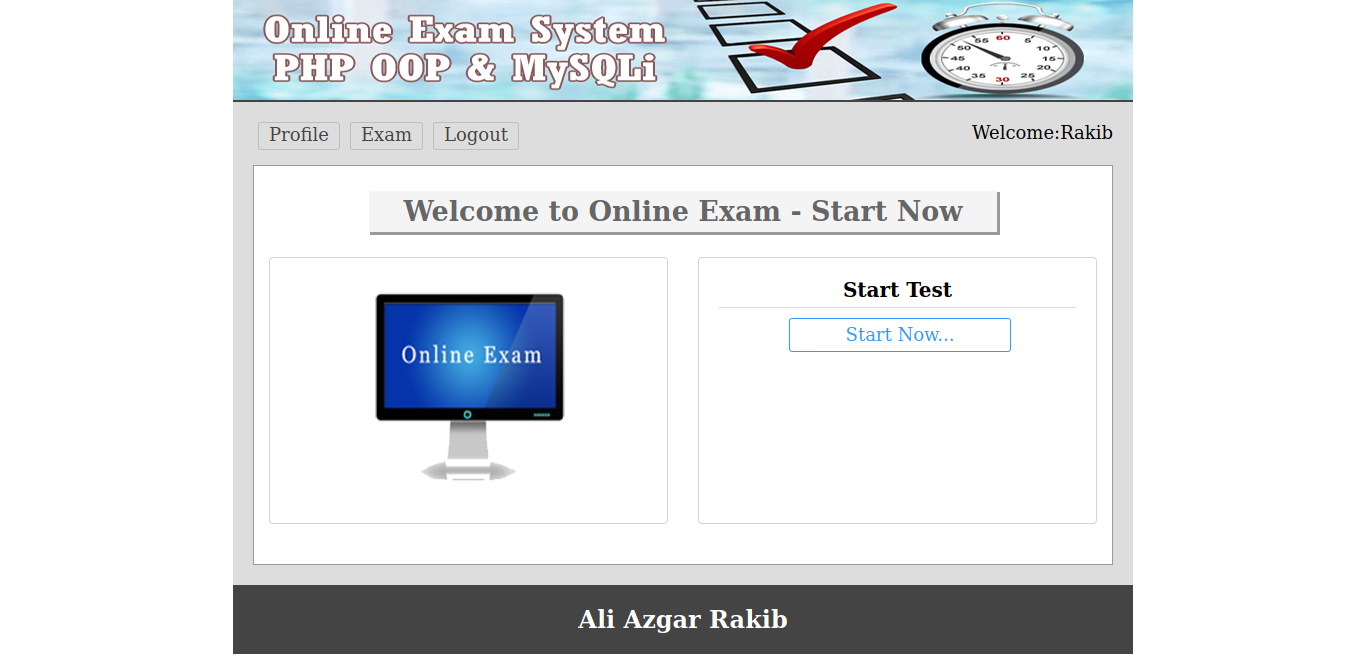 Online Exam System
PHP OOP & MySQLi
60
5
10
15
20
25
30
35
40
45
50
55
Profile Exam Logout
Welcome:Rakib
Welcome to Online Exam - Start Now
Online Exam
Start Test
Start Now...
Ali Azgar Rakib